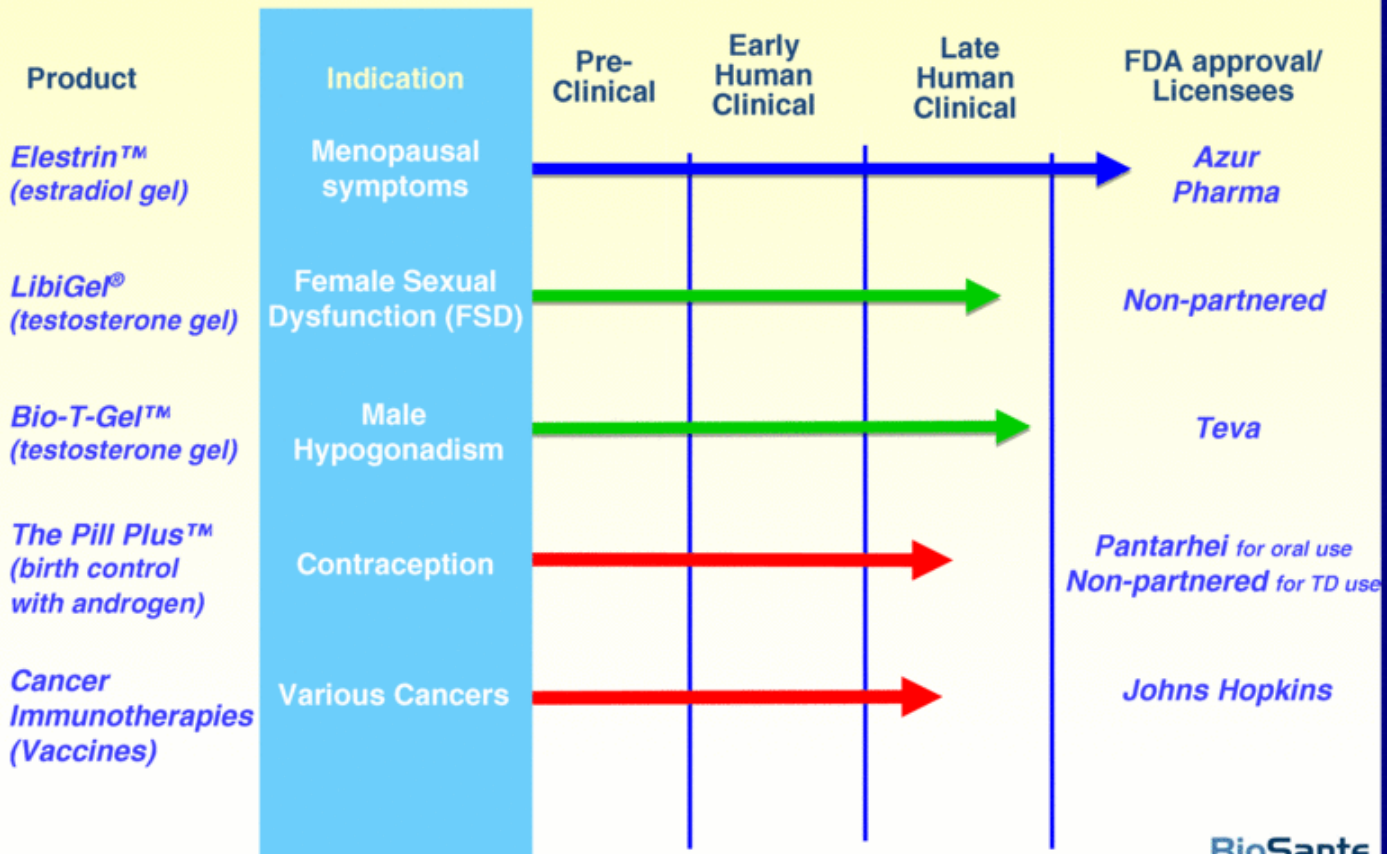 Product
Indication
Pre-
Clinical
Early
Human
Clinical
Late
Human
Clinical
FDA approval/
Licensees
Elestrin™
(estradiol gel)
Menopausal
symptoms
Azur
Pharma
LibiGel®
(testosterone gel)
Female Sexual
Dysfunction (FSD)
Non-partnered
Bio-T-Gel™
(testosterone gel)
Male
Hypogonadism
Teva
The Pill Plus™
(birth control
with androgen)
Contraception
Pantarhei for oral use
Non-partnered for TD use
Cancer
Immunotherapies
(Vaccines)
Various Cancers
Johns Hopkins
BioSante